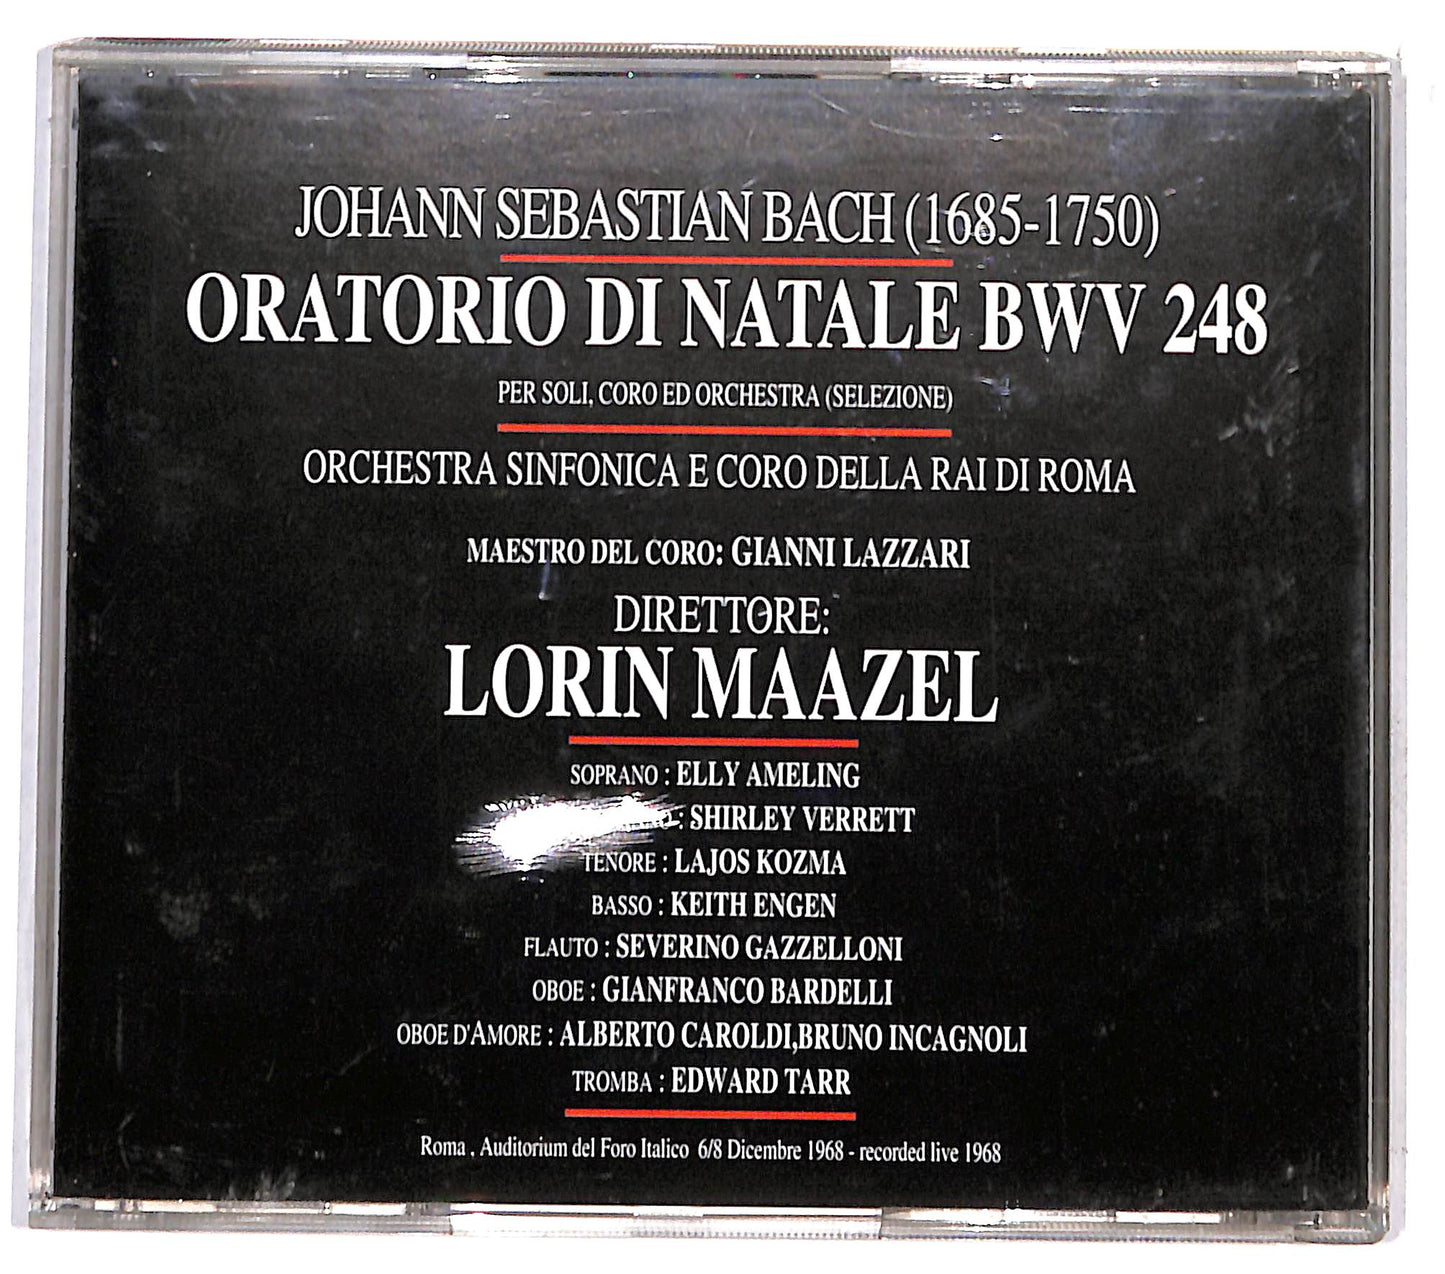 JOHANN SEBASTIAN BACH (1685-1750)
ORATORIO DI NATALE BWV 248
PER SOLI, CORO ED ORCHESTRA (SELEZIONE)
ORCHESTRA SINFONICA E CORO DELLA RAI DI ROMA
MAESTRO DEL CORO: GIANNI LAZZARI
DIRETTORE:
LORIN MAAZEL
SOPRANO : ELLY AMELING
: SHIRLEY VERRETT
TENORE : LAJOS KOZMA
BASSO : KEITH ENGEN
FLAUTO : SEVERINO GAZZELLONI
OBOE : GIANFRANCO BARDELLI
OBOE D'AMORE : ALBERTO CAROLDI,BRUNO INCAGNOLI
TROMBA : EDWARD TARR
Roma . Auditorium del Foro Italico 6/8 Dicembre 1968 - recorded live 1968